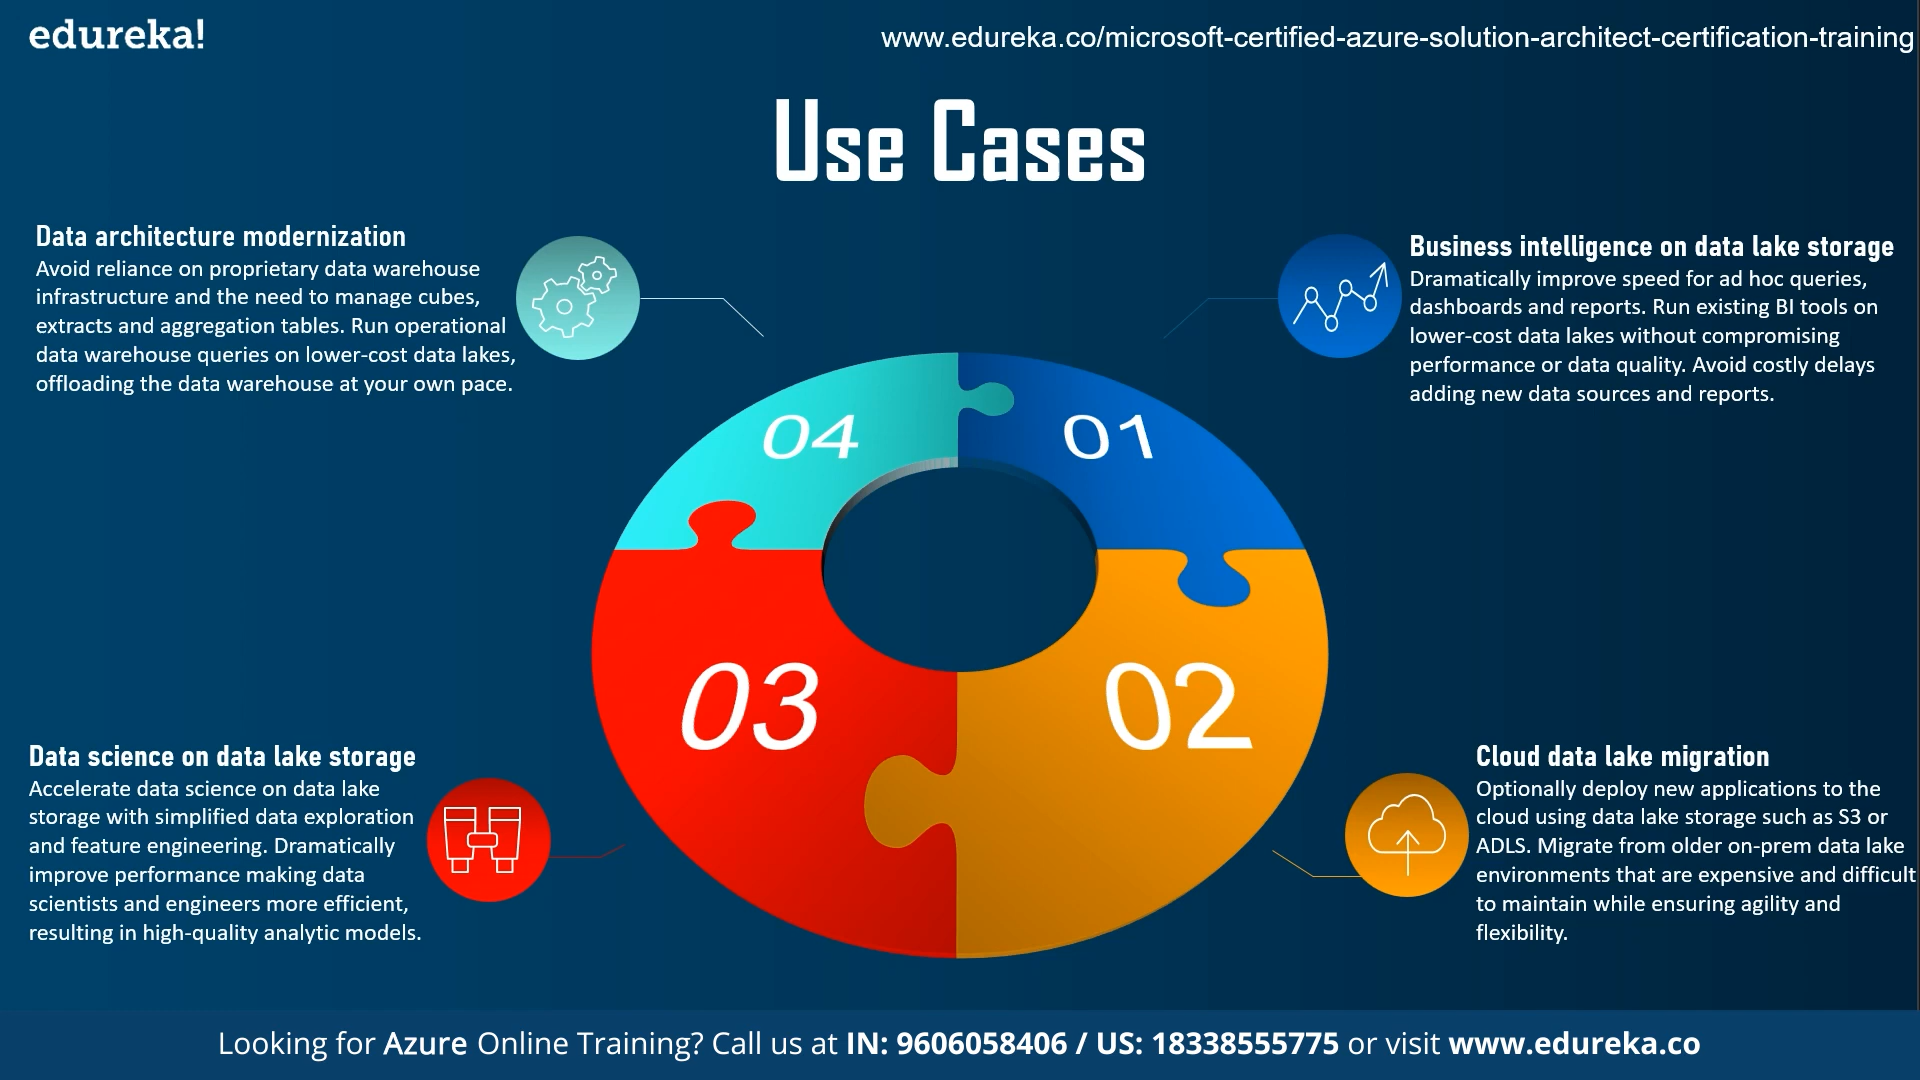 edureka!
www.edureka.co/microsoft-certified-azure-solution-architect-certification-training
Use Cases
Data architecture modernization
Avoid reliance on proprietary data warehouse
infrastructure and the need to manage cubes,
extracts and aggregation tables. Run operational
data warehouse queries on lower-cost data lakes,
offloading the data warehouse at your own pace.
Business intelligence on data lake storage
Dramatically improve speed for ad hoc queries,
dashboards and reports. Run existing BI tools on
lower-cost data lakes without compromising
performance or data quality. Avoid costly delays
adding new data sources and reports.
04
01
03
02
Data science on data lake storage
Accelerate data science on data lake
storage with simplified data exploration
and feature engineering. Dramatically
improve performance making data
scientists and engineers more efficient,
resulting in high-quality analytic models.
Cloud data lake migration
Optionally deploy new applications to the
cloud using data lake storage such as S3 or
ADLS. Migrate from older on-prem data lake
environments that are expensive and difficult
to maintain while ensuring agility and
flexibility.
Looking for Azure Online Training? Call us at IN: 9606058406 / US: 18338555775 or visit www.edureka.co